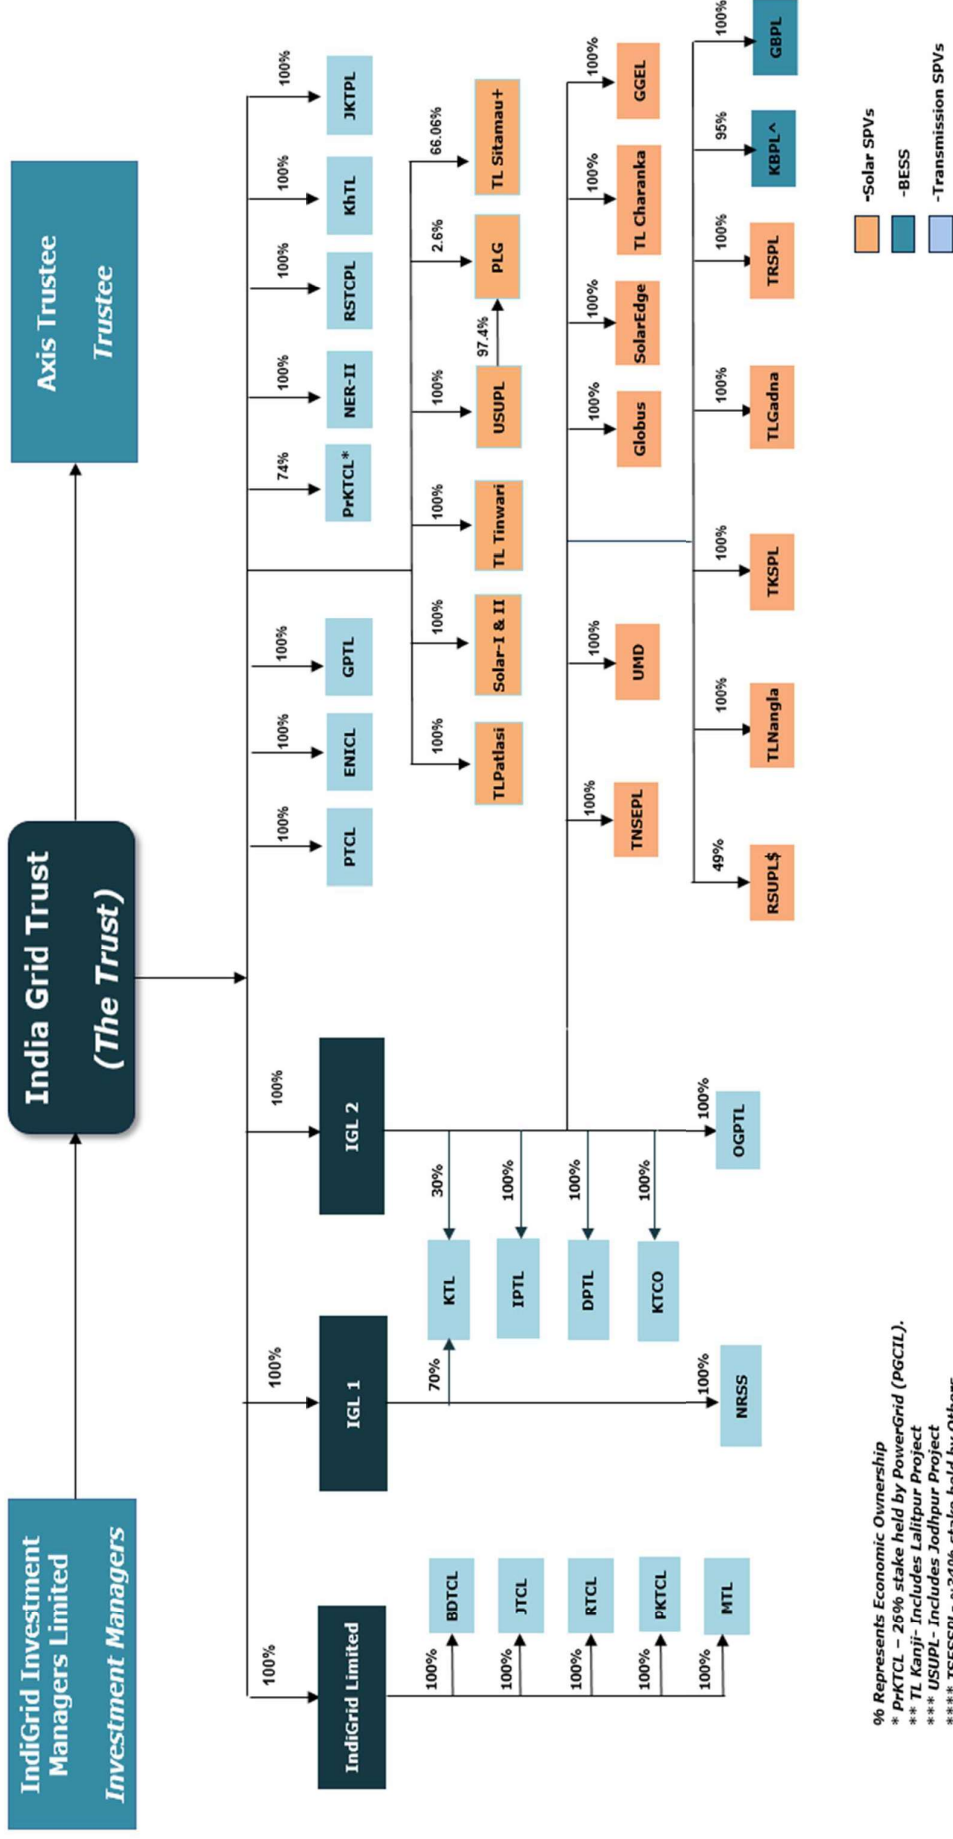 IndiGrid Investment
Managers Limited
Investment Managers
India Grid Trust
(The Trust)
Axis Trustee
Trustee
100%
IndiGrid Limited
100%
IGL 1
100%
IGL 2
100%
PTCL
100%
ENICL
100%
GPTL
74%
PrKTCL*
100%
NER-II
100%
RSTCPL
100%
KhTL
100%
JKTPL
100%
BDTCL
100%
JTCL
100%
RTCL
100%
PKTCL
100%
MTL
70%
KTL
30%
100%
IPTL
100%
DPTL
100%
KTCO
100%
NRSS
100%
OGPTL
100%
TLPatlasi
100%
Solar-I & II
100%
TL Tinwari
100%
USUPL
97.4%
2.6%
PLG
66.06%
TL Sitamau+
100%
TNSEPL
100%
UMD
100%
Globus
100%
SolarEdge
100%
TL Charanka
100%
GGEL
49%
RSUPL$
100%
TLNangla
100%
TKSPL
100%
TLGadna
100%
TRSPL
95%
KBPL^
100%
GBPL
% Represents Economic Ownership
* PrKTCL – 26% stake held by PowerGrid (PGCIL).
** TL Kanji- Includes Lalitpur Project
*** USUPL- Includes Jodhpur Project
-Solar SPVs
-BESS
-Transmission SPVs